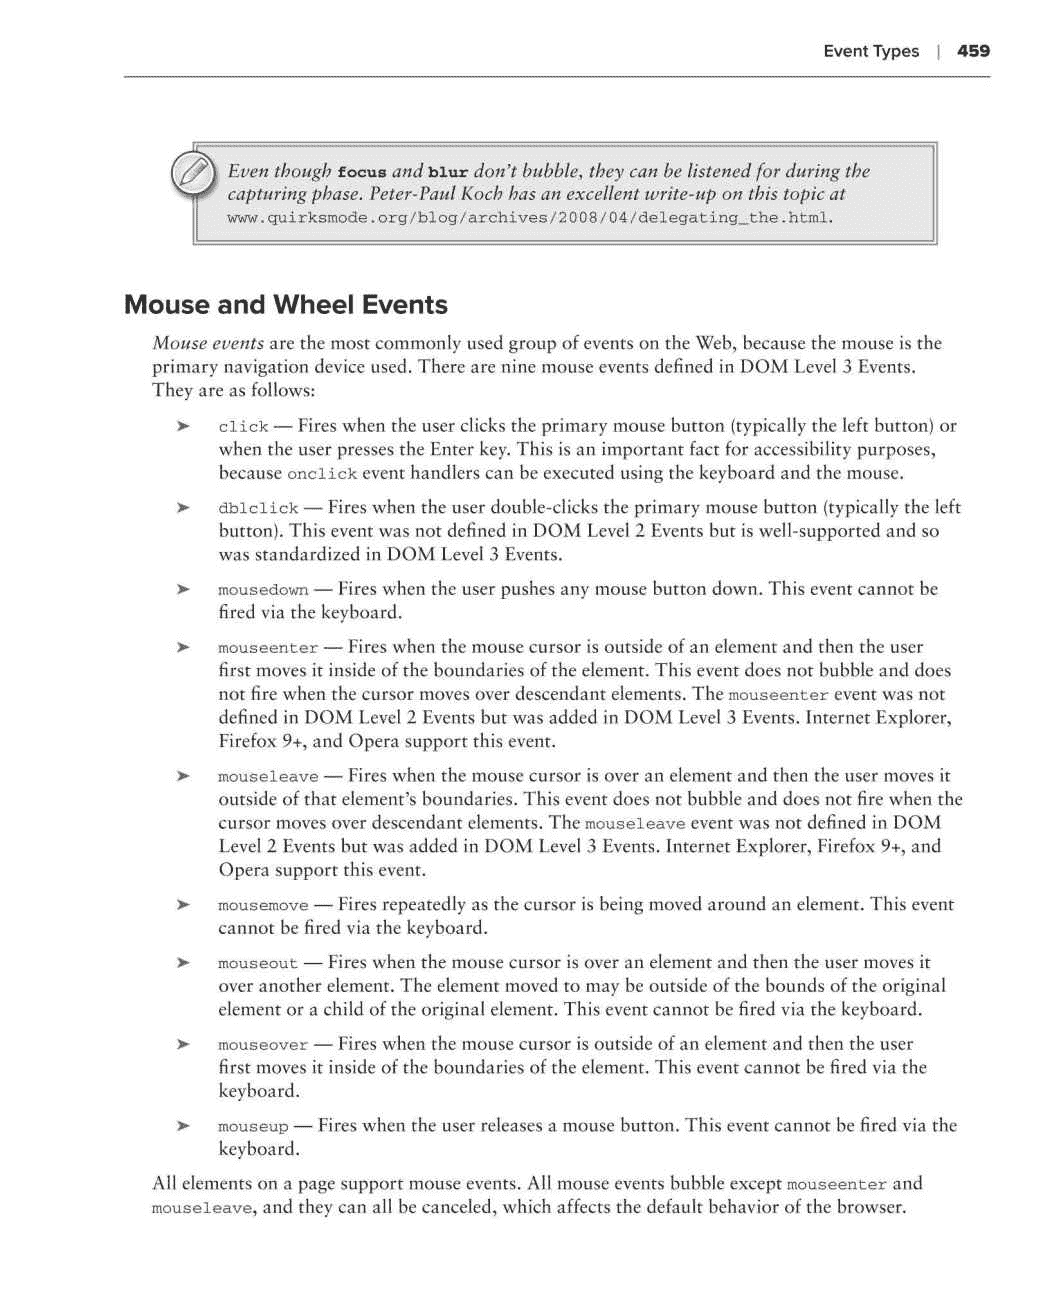 Event Types | 459
Even though focus and blur don't bubble, they can be listened for during the
capturing phase. Peter-Paul Koch has an excellent write-up on this topic at
www.quirksmode.org/blog/archives/2008/04/delegating_the.html.
Mouse and Wheel Events
Mouse events are the most commonly used group of events on the Web, because the mouse is the
primary navigation device used. There are nine mouse events defined in DOM Level 3 Events.
They are as follows:
➤ click — Fires when the user clicks the primary mouse button (typically the left button) or
when the user presses the Enter key. This is an important fact for accessibility purposes,
because onclick event handlers can be executed using the keyboard and the mouse.
➤ dblclick — Fires when the user double-clicks the primary mouse button (typically the left
button). This event was not defined in DOM Level 2 Events but is well-supported and so
was standardized in DOM Level 3 Events.
➤ mousedown — Fires when the user pushes any mouse button down. This event cannot be
fired via the keyboard.
➤ mouseenter — Fires when the mouse cursor is outside of an element and then the user
first moves it inside of the boundaries of the element. This event does not bubble and does
not fire when the cursor moves over descendant elements. The mouseenter event was not
defined in DOM Level 2 Events but was added in DOM Level 3 Events. Internet Explorer,
Firefox 9+, and Opera support this event.
➤ mouseleave — Fires when the mouse cursor is over an element and then the user moves it
outside of that element's boundaries. This event does not bubble and does not fire when the
cursor moves over descendant elements. The mouseleave event was not defined in DOM
Level 2 Events but was added in DOM Level 3 Events. Internet Explorer, Firefox 9+, and
Opera support this event.
➤ mousemove — Fires repeatedly as the cursor is being moved around an element. This event
cannot be fired via the keyboard.
➤ mouseout — Fires when the mouse cursor is over an element and then the user moves it
over another element. The element moved to may be outside of the bounds of the original
element or a child of the original element. This event cannot be fired via the keyboard.
➤ mouseover — Fires when the mouse cursor is outside of an element and then the user
first moves it inside of the boundaries of the element. This event cannot be fired via the
keyboard.
➤ mouseup — Fires when the user releases a mouse button. This event cannot be fired via the
keyboard.
All elements on a page support mouse events. All mouse events bubble except mouseenter and
mouseleave, and they can all be canceled, which affects the default behavior of the browser.